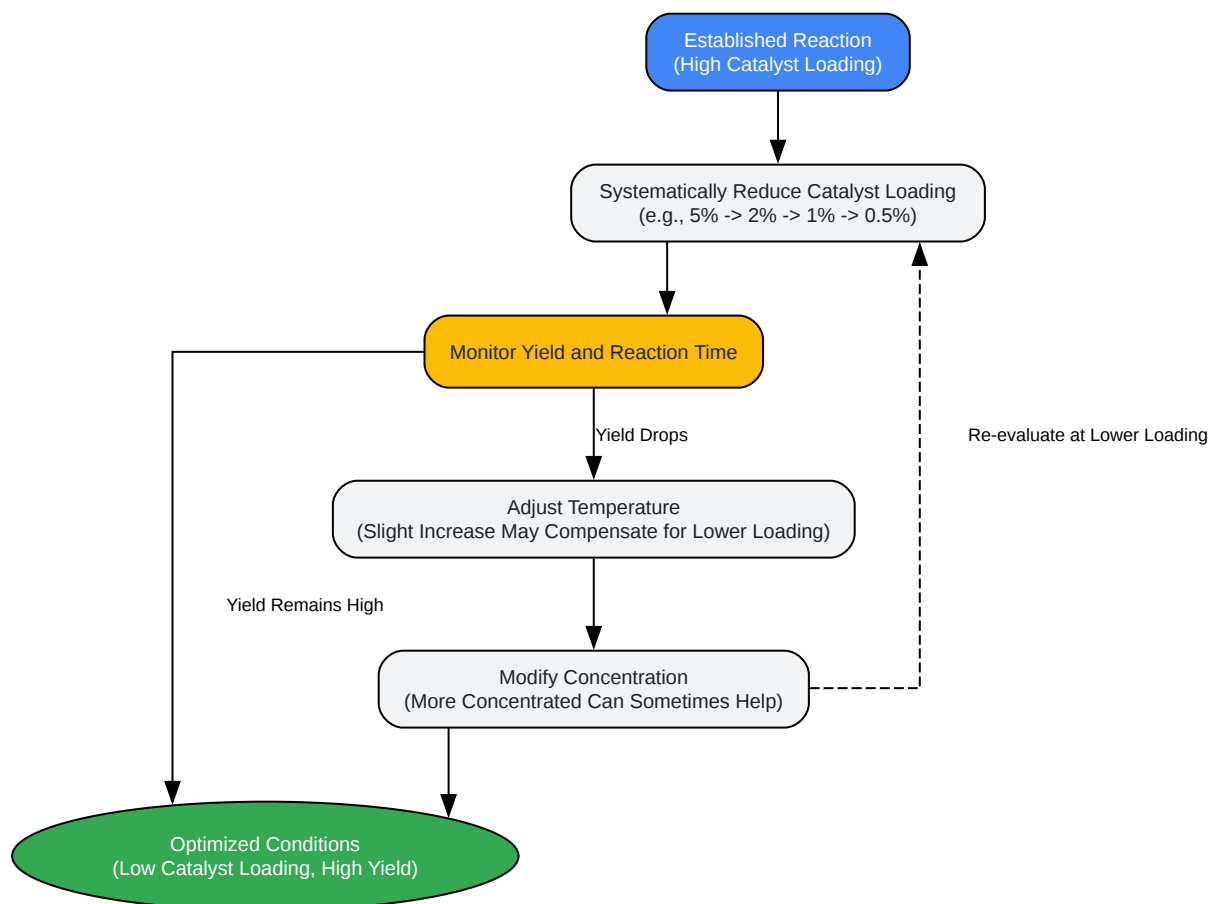 Established Reaction
(High Catalyst Loading)
Systematically Reduce Catalyst Loading
(e.g., 5% -> 2% -> 1% -> 0.5%)
Monitor Yield and Reaction Time
Yield Drops
Re-evaluate at Lower Loading
Adjust Temperature
(Slight Increase May Compensate for Lower Loading)
Yield Remains High
Modify Concentration
(More Concentrated Can Sometimes Help)
Optimized Conditions
(Low Catalyst Loading, High Yield)